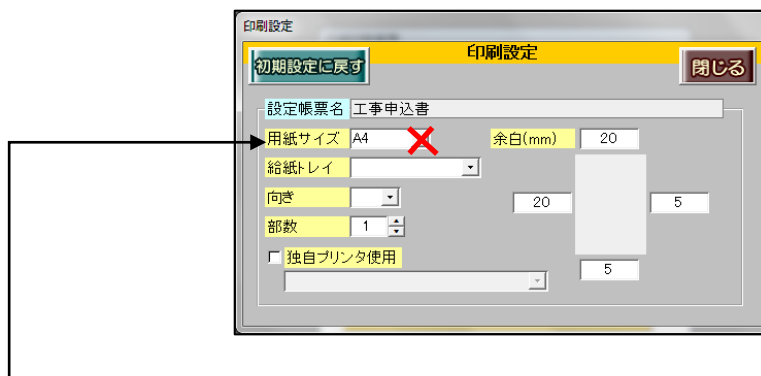 印刷設定
印刷設定
初期設定に戻す
閉じる
設定帳票名 工事申込書
用紙サイズ A4
余白(mm) 20
給紙トレイ
向き
20
5
部数 1
独自プリンタ使用
5